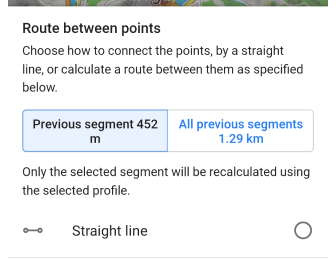 Route between points
Choose how to connect the points, by a straight
line, or calculate a route between them as specified
below.
Previous segment 452
m
All previous segments
1.29 km
Only the selected segment will be recalculated using
the selected profile.
Straight line